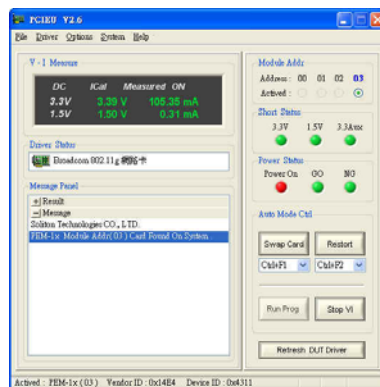 PCIEU V2.6
File Driver Options System Help
V - I Measure
DC ICal Measured ON
3.3V 3.39 V 105.35 mA
1.5V 1.50 V 0.31 mA
Driver Status
Broadcom 802.11g 網路卡
Message Panel
Result
Message
Soliton Technologies CO., LTD.
PEM-1x Module Addr( 03 ) Card Found On System .
Module Addr
Address : 00 01 02 03
Actived :
Short Status
3.3V 1.5V 3.3Aux
Power Status
Power On GO NG
Auto Mode Ctrl
Swap Card Restart
Ctrl+F1 Ctrl+F2
Run Prog Stop VI
Refresh DUT Driver
Actived : PEM-1x ( 03 ) Vendor ID : 0x14E4 Device ID : 0x4311